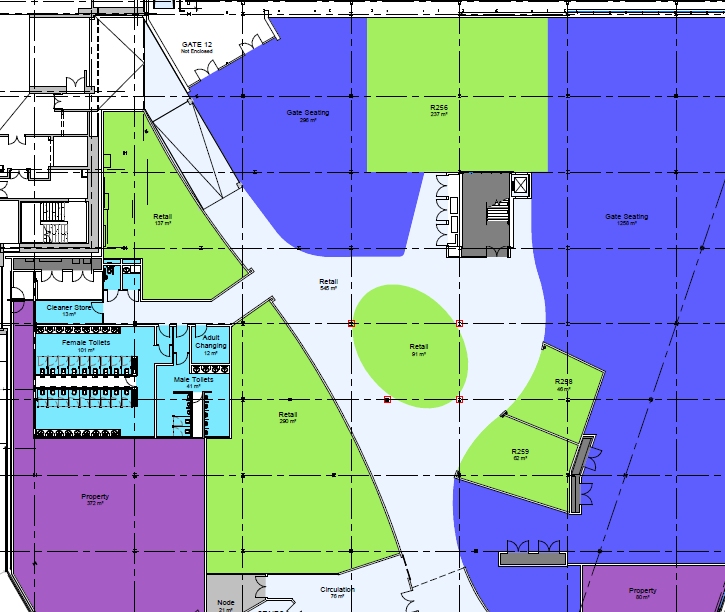 GATE 12
Not Enclosed
Gate Seating
R256
237 m²
Retail
137 m²
Gate Seating
1258 m²
Retail
545 m²
Cleaner Store
13 m²
Female Toilets
101 m²
Adult
Changing
12 m²
Retail
91 m²
Male Toilets
41 m²
R258
46 m²
Retail
290 m²
R259
62 m²
Property
372 m²
Circulation
76 m²
Node
21 m²
Property
80 m²